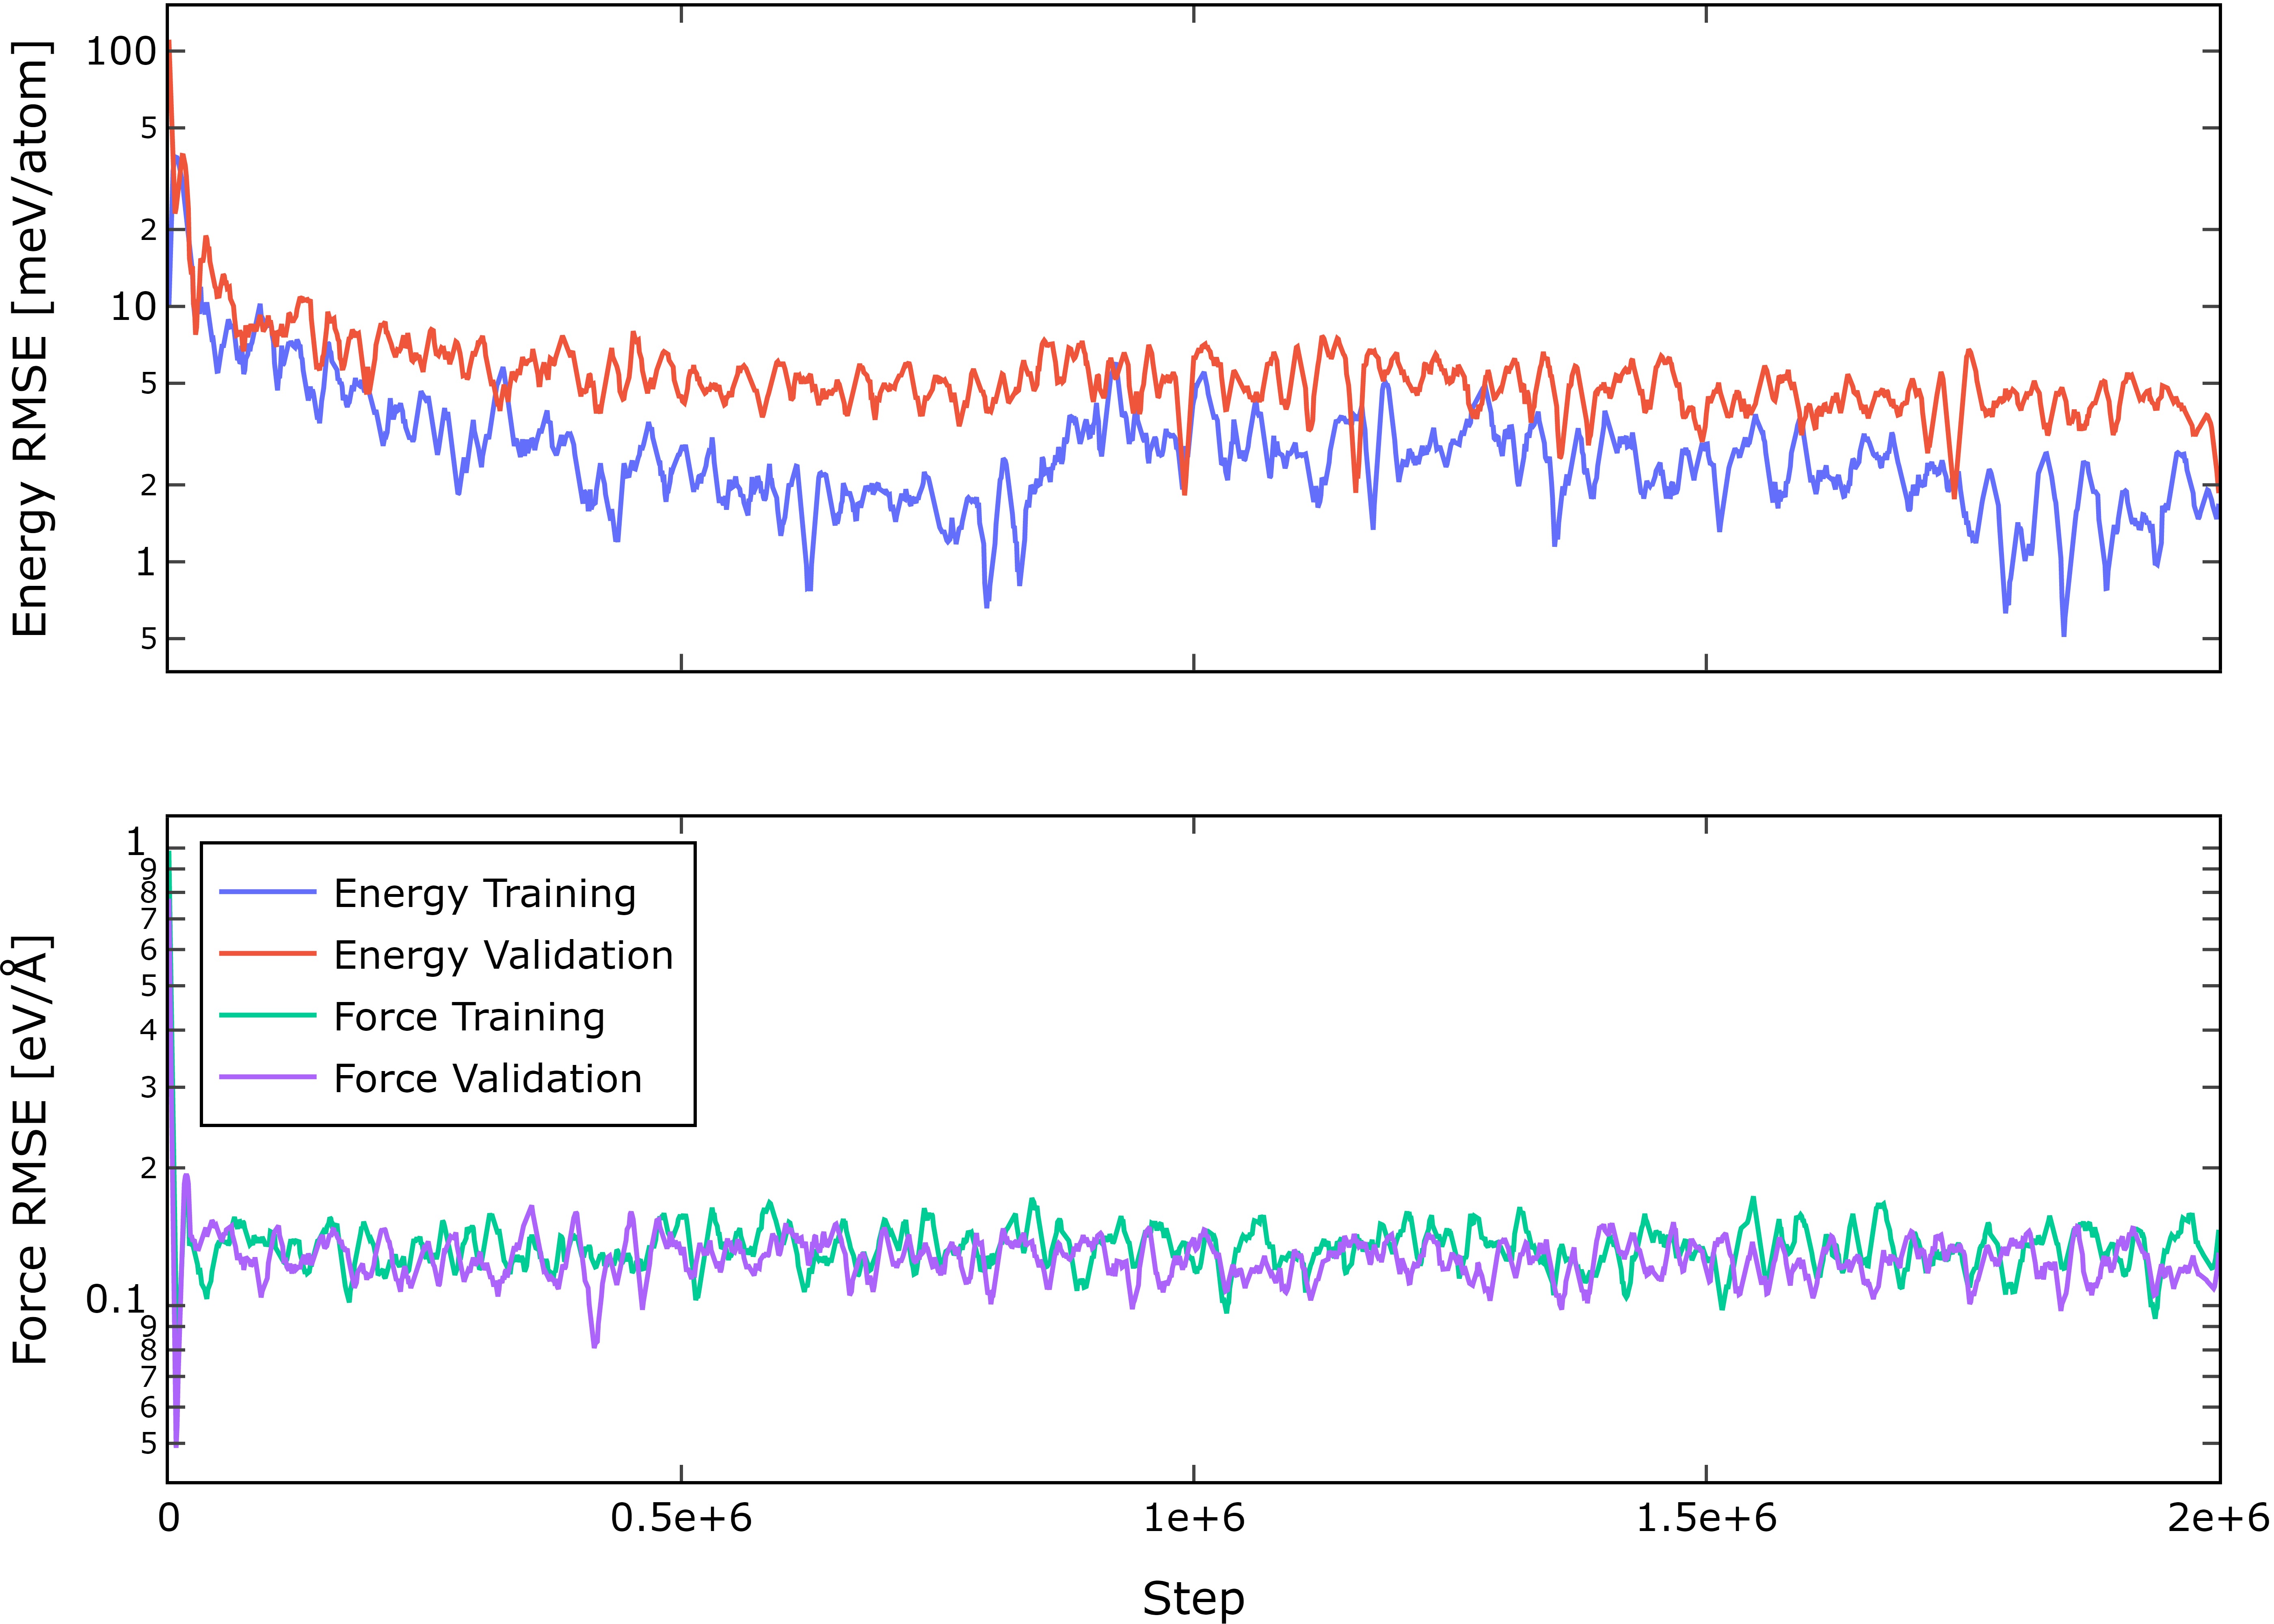 Energy RMSE [meV/atom]
100
5
2
10
5
2
1
5
Force RMSE [eV/Å]
1
9
8
7
6
5
4
3
2
0.1
9
8
7
6
5
Energy Training
Energy Validation
Force Training
Force Validation
0 0.5e+6 1e+6 1.5e+6 2e+6
Step